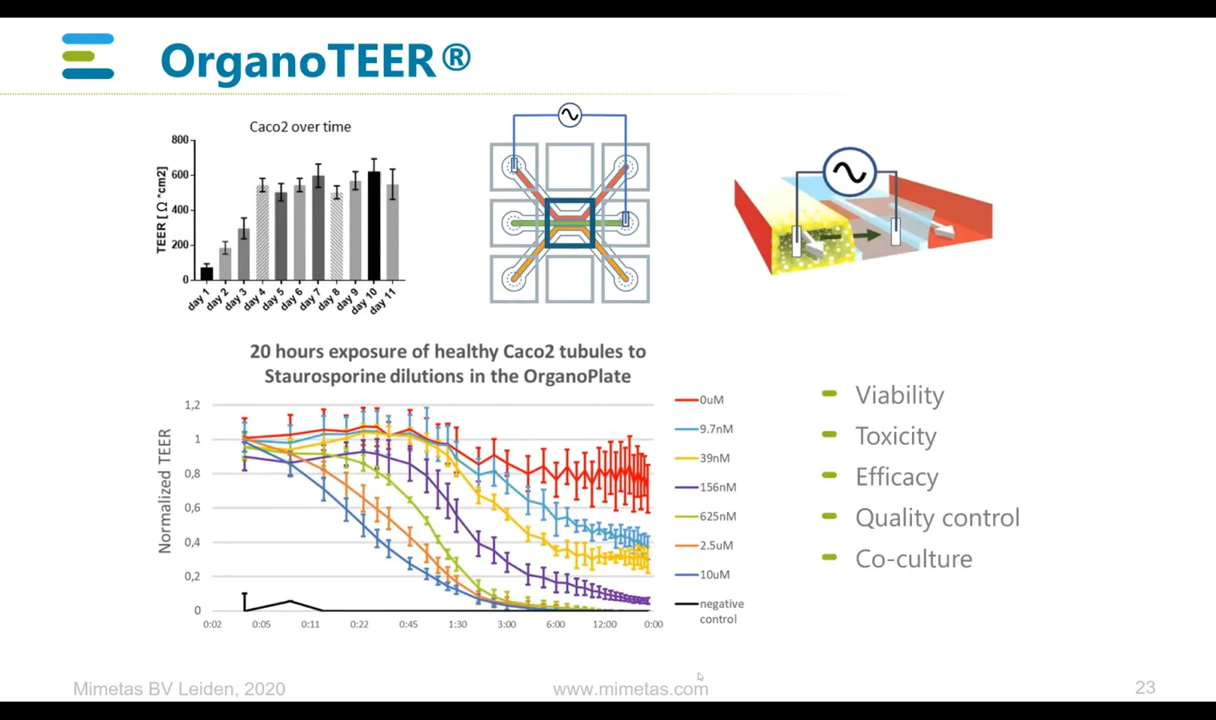 OrganoTEER®
Caco2 over time
TEER [ Ω *cm2]
800
600
400
200
0
day 1
day 2
day 3
day 4
day 5
day 6
day 7
day 8
day 9
day 10
day 11
20 hours exposure of healthy Caco2 tubules to
Staurosporine dilutions in the OrganoPlate
Normalized TEER
1,2
1
0,8
0,6
0,4
0,2
0
0:02
0:05
0:11
0:22
0:45
1:30
3:00
6:00
12:00
0:00
0uM
9.7nM
39nM
156nM
625nM
2.5uM
10uM
negative
control
Viability
Toxicity
Efficacy
Quality control
Co-culture
Mimetas BV Leiden, 2020
www.mimetas.com
23